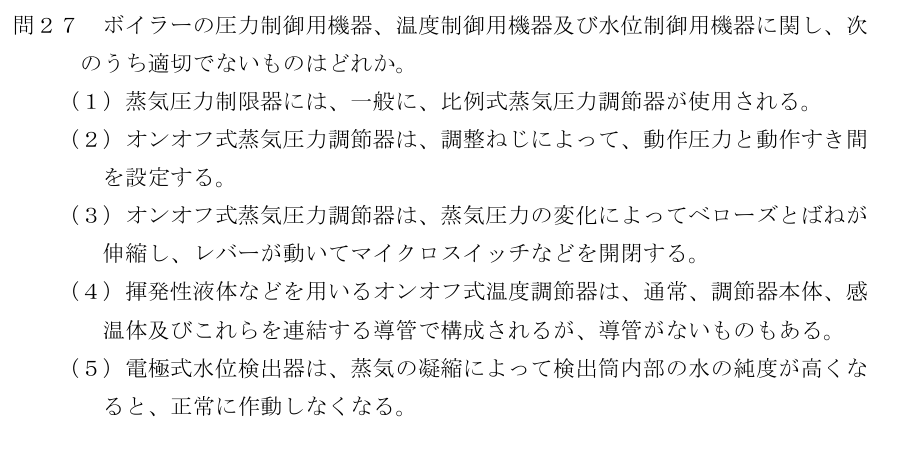 問２７　ボイラーの圧力制御用機器、温度制御用機器及び水位制御用機器に関し、次
のうち適切でないものはどれか。
（１）蒸気圧力制限器には、一般に、比例式蒸気圧力調節器が使用される。
（２）オンオフ式蒸気圧力調節器は、調整ねじによって、動作圧力と動作すき間
を設定する。
（３）オンオフ式蒸気圧力調節器は、蒸気圧力の変化によってベローズとばねが
伸縮し、レバーが動いてマイクロスイッチなどを開閉する。
（４）揮発性液体などを用いるオンオフ式温度調節器は、通常、調節器本体、感
温体及びこれらを連結する導管で構成されるが、導管がないものもある。
（５）電極式水位検出器は、蒸気の凝縮によって検出筒内部の水の純度が高くな
ると、正常に作動しなくなる。